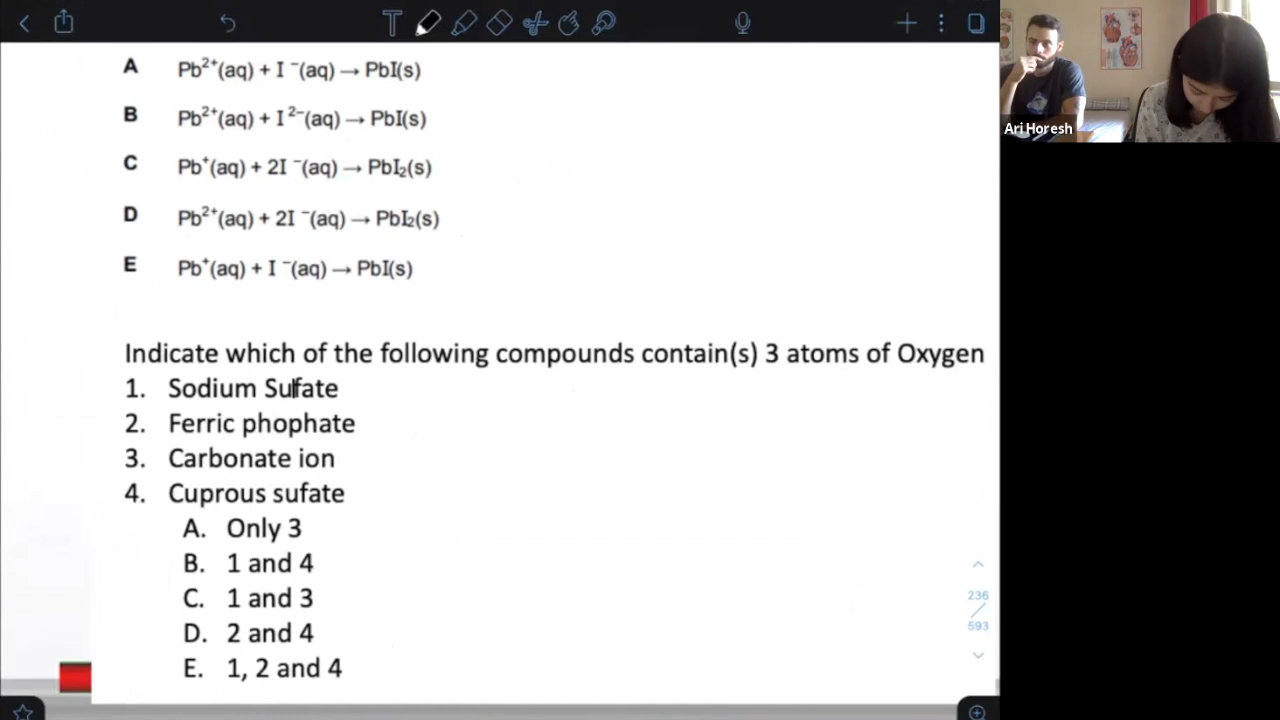 A Pb²⁺(aq) + I ⁻(aq) → PbI(s)
B Pb²⁺(aq) + I ²⁻(aq) → PbI(s)
C Pb⁺(aq) + 2I ⁻(aq) → PbI₂(s)
D Pb²⁺(aq) + 2I ⁻(aq) → PbI₂(s)
E Pb⁺(aq) + I ⁻(aq) → PbI(s)
Ari Horesh
Indicate which of the following compounds contain(s) 3 atoms of Oxygen
1. Sodium Sulfate
2. Ferric phophate
3. Carbonate ion
4. Cuprous sufate
A. Only 3
B. 1 and 4
C. 1 and 3
D. 2 and 4
E. 1, 2 and 4
236
593